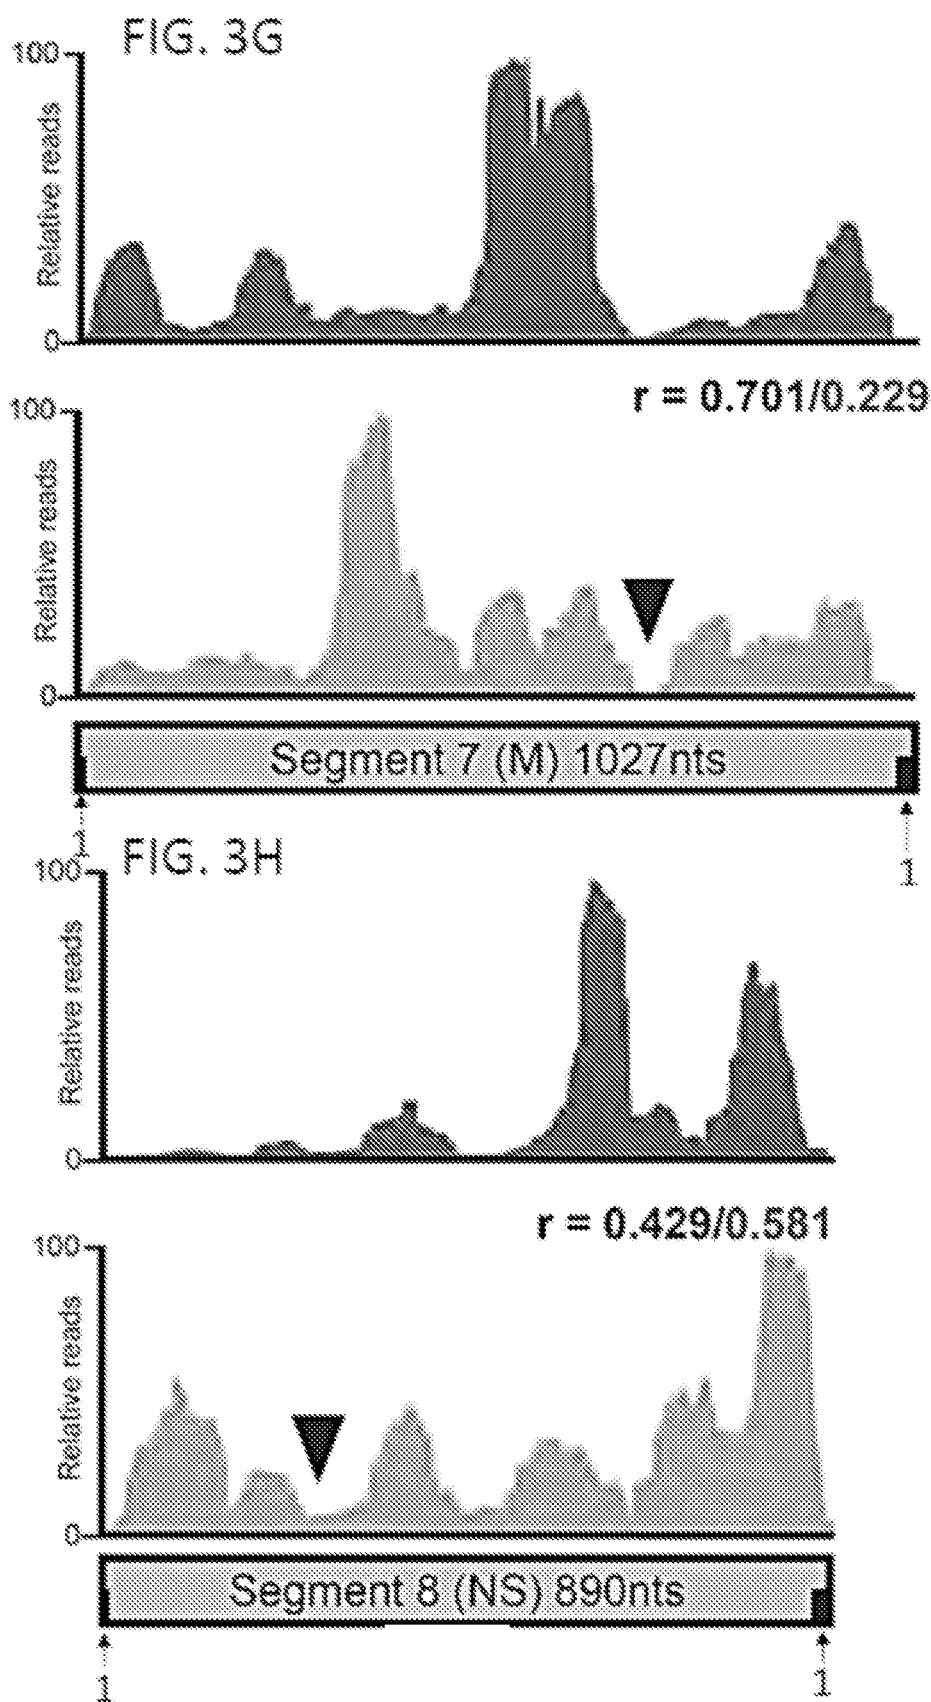 FIG. 3G
100
Relative reads
0
r = 0.701/0.229
100
Relative reads
0
Segment 7 (M) 1027nts
1
1
FIG. 3H
100
Relative reads
0
r = 0.429/0.581
100
Relative reads
0
Segment 8 (NS) 890nts
1
1